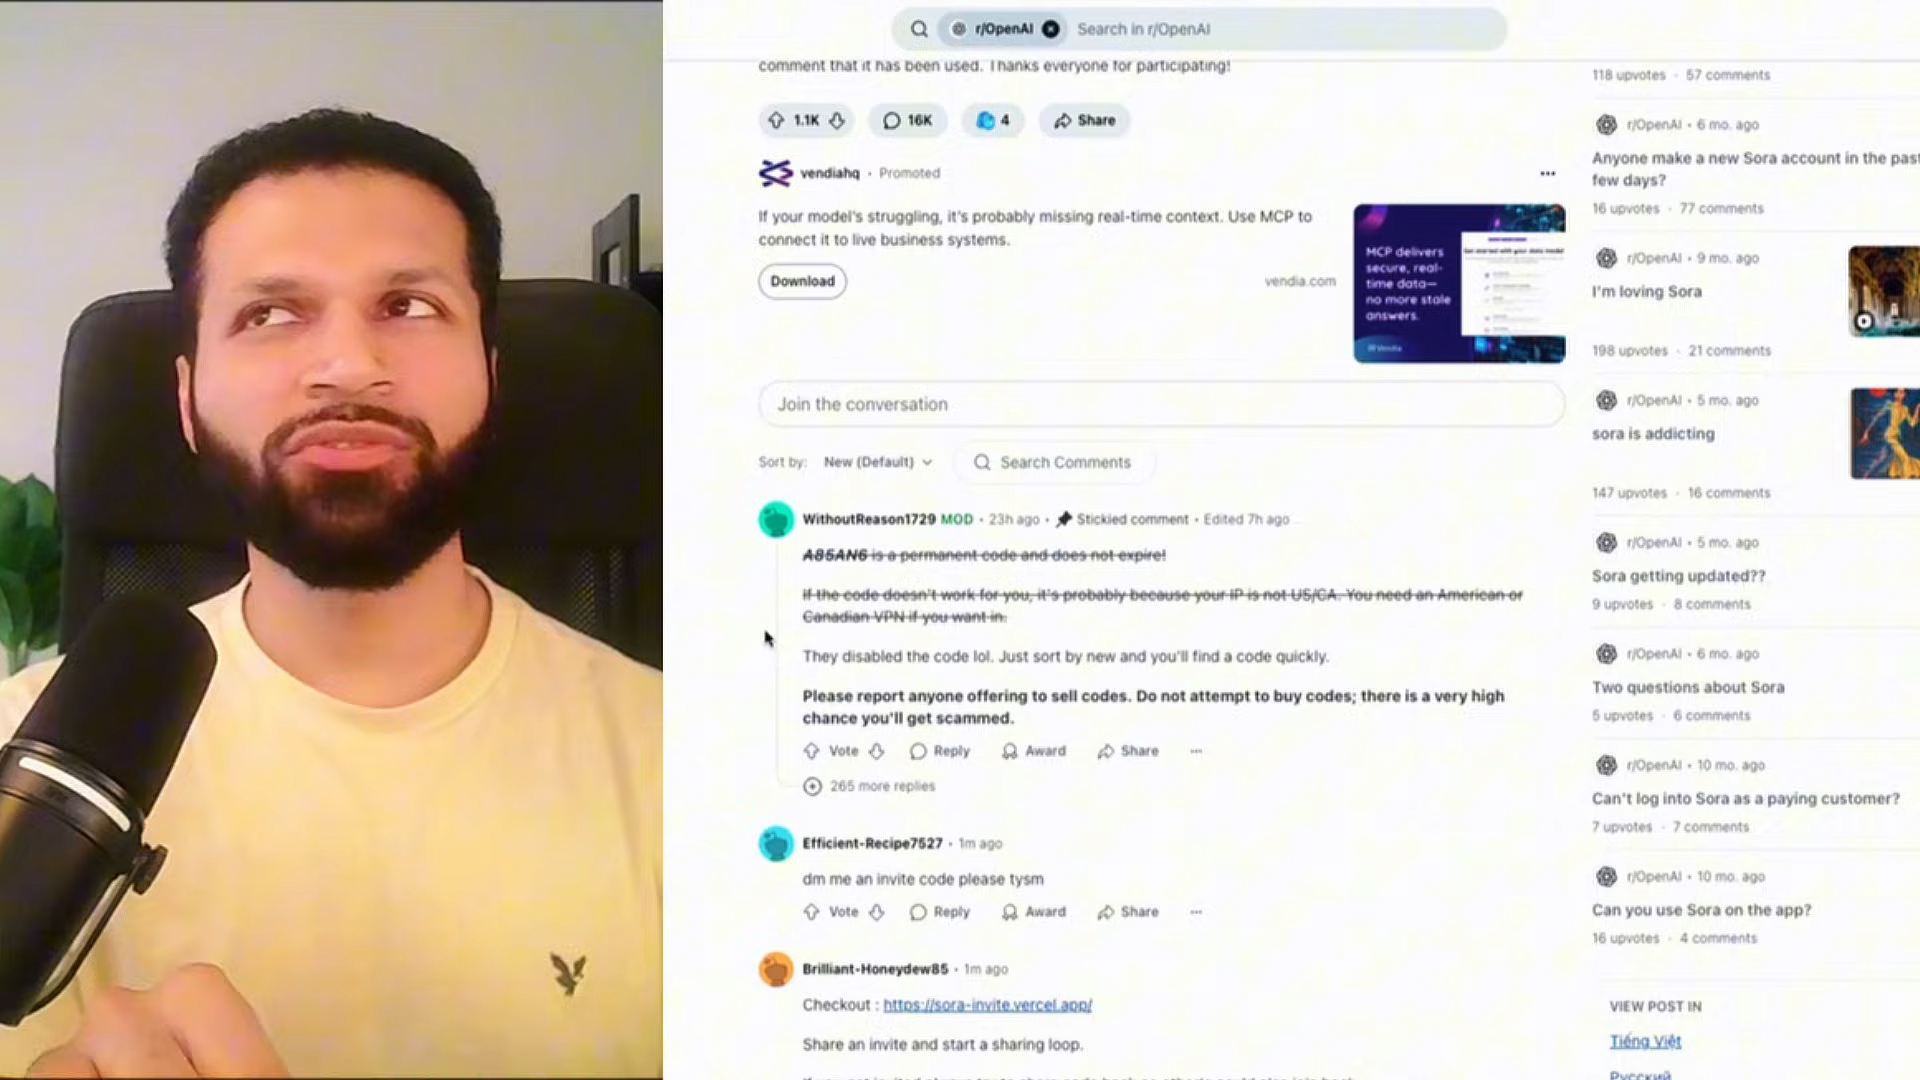 r/OpenAI
Search in r/OpenAI
comment that it has been used. Thanks everyone for participating!
1.1K
16K
4
Share
vendiahq • Promoted
If your model's struggling, it's probably missing real-time context. Use MCP to
connect it to live business systems.
Download
vendia.com
MCP delivers
secure, real-
time data—
no more stale
answers.
Vendia
Join the conversation
Sort by: New (Default)
Search Comments
WithoutReason1729 MOD • 23h ago • Stickied comment • Edited 7h ago
A85AN6 is a permanent code and does not expire!
If the code doesn't work for you, it's probably because your IP is not US/CA. You need an American or
Canadian VPN if you want in.
They disabled the code lol. Just sort by new and you'll find a code quickly.
Please report anyone offering to sell codes. Do not attempt to buy codes; there is a very high
chance you'll get scammed.
Vote
Reply
Award
Share
265 more replies
Efficient-Recipe7527 • 1m ago
dm me an invite code please tysm
Vote
Reply
Award
Share
Brilliant-Honeydew85 • 1m ago
Checkout : https://sora-invite.vercel.app/
Share an invite and start a sharing loop.
118 upvotes · 57 comments
r/OpenAI • 6 mo. ago
Anyone make a new Sora account in the past
few days?
16 upvotes · 77 comments
r/OpenAI • 9 mo. ago
I'm loving Sora
198 upvotes · 21 comments
r/OpenAI • 5 mo. ago
sora is addicting
147 upvotes · 16 comments
r/OpenAI • 5 mo. ago
Sora getting updated??
9 upvotes · 8 comments
r/OpenAI • 6 mo. ago
Two questions about Sora
5 upvotes · 6 comments
r/OpenAI • 10 mo. ago
Can't log into Sora as a paying customer?
7 upvotes · 7 comments
r/OpenAI • 10 mo. ago
Can you use Sora on the app?
16 upvotes · 4 comments
VIEW POST IN
Tiếng Việt
Русский